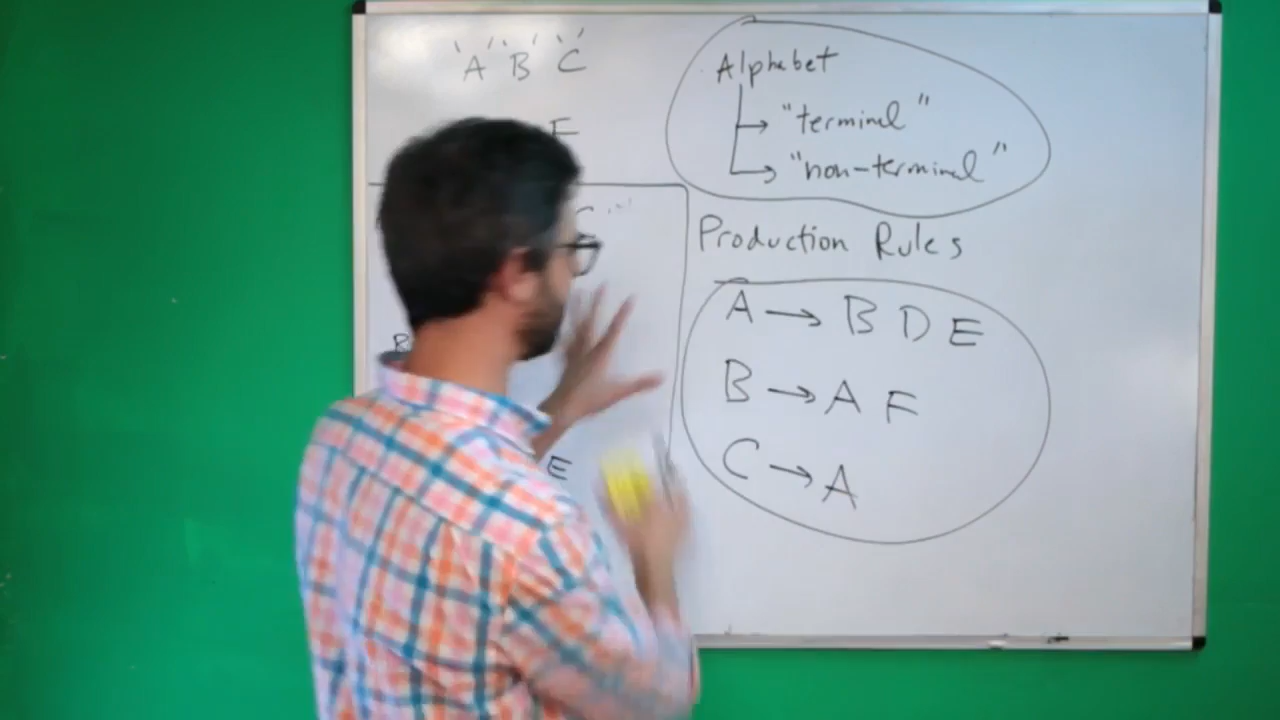 'A' 'B' 'C'
F
E
Alphabet
→ "terminal"
→ "non-terminal"
Production Rules
A → B D E
B → A F
C → A